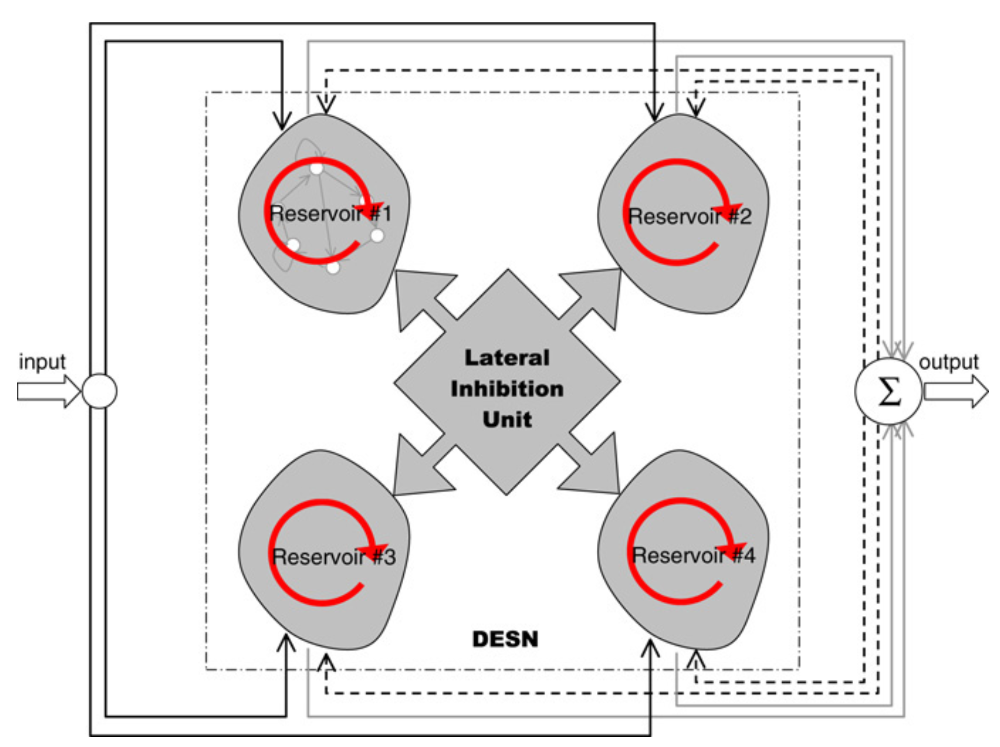 Reservoir #1
Reservoir #2
input
Lateral
Inhibition
Unit
Σ
output
Reservoir #3
Reservoir #4
DESN